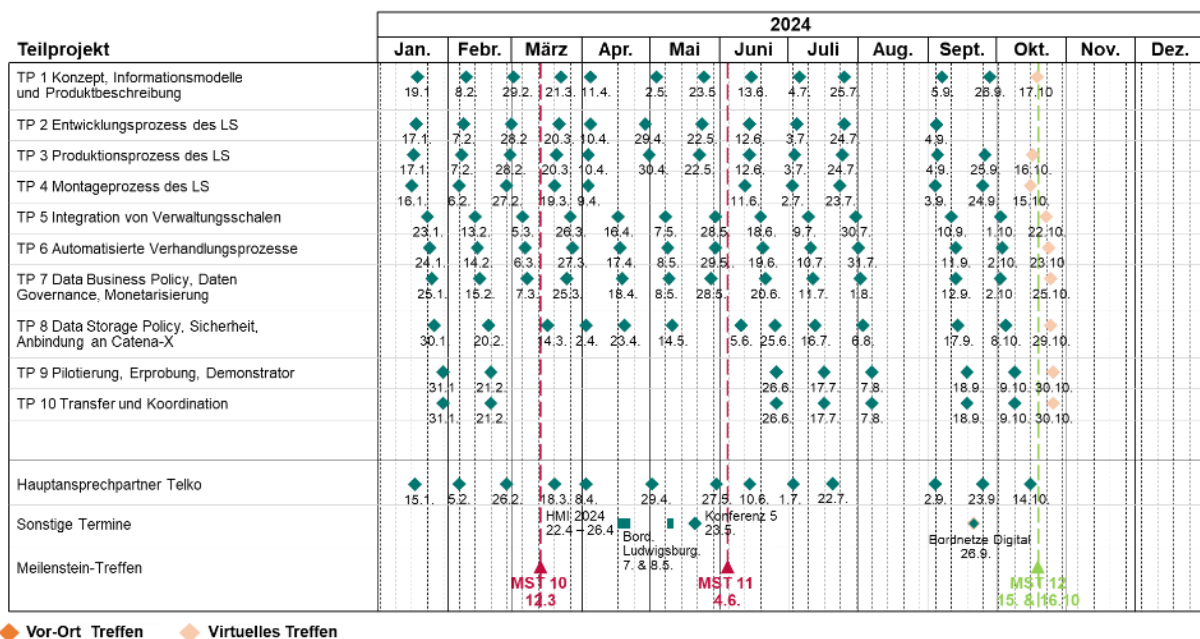 2024
Teilprojekt Jan. Febr. März Apr. Mai Juni Juli Aug. Sept. Okt. Nov. Dez.
TP 1 Konzept, Informationsmodelle
und Produktbeschreibung
19.1 8.2. 29.2. 21.3. 11.4. 2.5. 23.5 13.6. 4.7. 25.7. 5.9. 26.9. 17.10
TP 2 Entwicklungsprozess des LS
17.1. 7.2. 28.2 20.3. 10.4. 29.4 22.5. 12.6. 3.7. 24.7. 4.9.
TP 3 Produktionsprozess des LS
17.1. 7.2. 28.2. 20.3. 10.4. 30.4. 22.5. 12.6. 3.7. 24.7. 4.9. 25.9. 16.10.
TP 4 Montageprozess des LS
16.1. 6.2. 27.2. 19.3. 9.4. 11.6. 2.7. 23.7. 3.9. 24.9. 15.10.
TP 5 Integration von Verwaltungsschalen
23.1. 13.2. 5.3. 26.3. 16.4. 7.5. 28.5. 18.6. 9.7. 30.7. 10.9. 1.10. 22.10.
TP 6 Automatisierte Verhandlungsprozesse
24.1. 14.2. 6.3. 27.3. 17.4. 8.5. 29.5. 19.6. 10.7. 31.7. 11.9. 2.10. 23.10
TP 7 Data Business Policy, Daten
Governance, Monetarisierung
25.1. 15.2. 7.3. 25.3. 18.4. 8.5. 28.5. 20.6. 11.7. 1.8. 12.9. 2.10 25.10.
TP 8 Data Storage Policy, Sicherheit,
Anbindung an Catena-X
30.1. 20.2. 14.3. 2.4. 23.4. 14.5. 5.6. 25.6. 16.7. 6.8. 17.9. 8.10. 29.10.
TP 9 Pilotierung, Erprobung, Demonstrator
31.1 21.2. 26.6. 17.7. 7.8. 18.9. 9.10. 30.10.
TP 10 Transfer und Koordination
31.1. 21.2. 26.6. 17.7. 7.8. 18.9. 9.10. 30.10.
Hauptansprechpartner Telko
15.1. 5.2. 26.2. 18.3. 8.4. 29.4. 27.5. 10.6. 1.7. 22.7. 2.9. 23.9. 14.10.
Sonstige Termine
HMI 2024
22.4 – 26.4
Bord.
Ludwigsburg.
7. & 8.5.
Konferenz 5
23.5.
Bordnetze Digital
26.9.
Meilenstein-Treffen
MST 10
12.3
MST 11
4.6.
MST 12
15. & 16.10
Vor-Ort Treffen Virtuelles Treffen